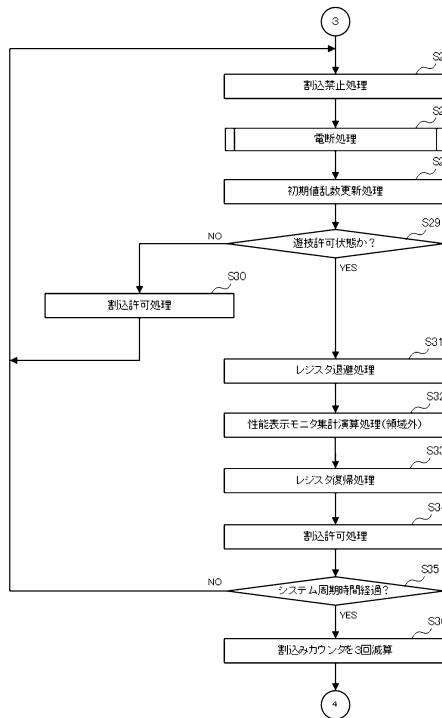 3
割込禁止処理
電断処理
初期値乱数更新処理
S29
遊技許可状態か?
NO
YES
S30
割込許可処理
S31
レジスタ退避処理
S32
性能表示モニタ集計演算処理(領域外)
S33
レジスタ復帰処理
S34
割込許可処理
S35
システム周期時間経過?
NO
YES
S36
割込みカウンタを3回減算
4